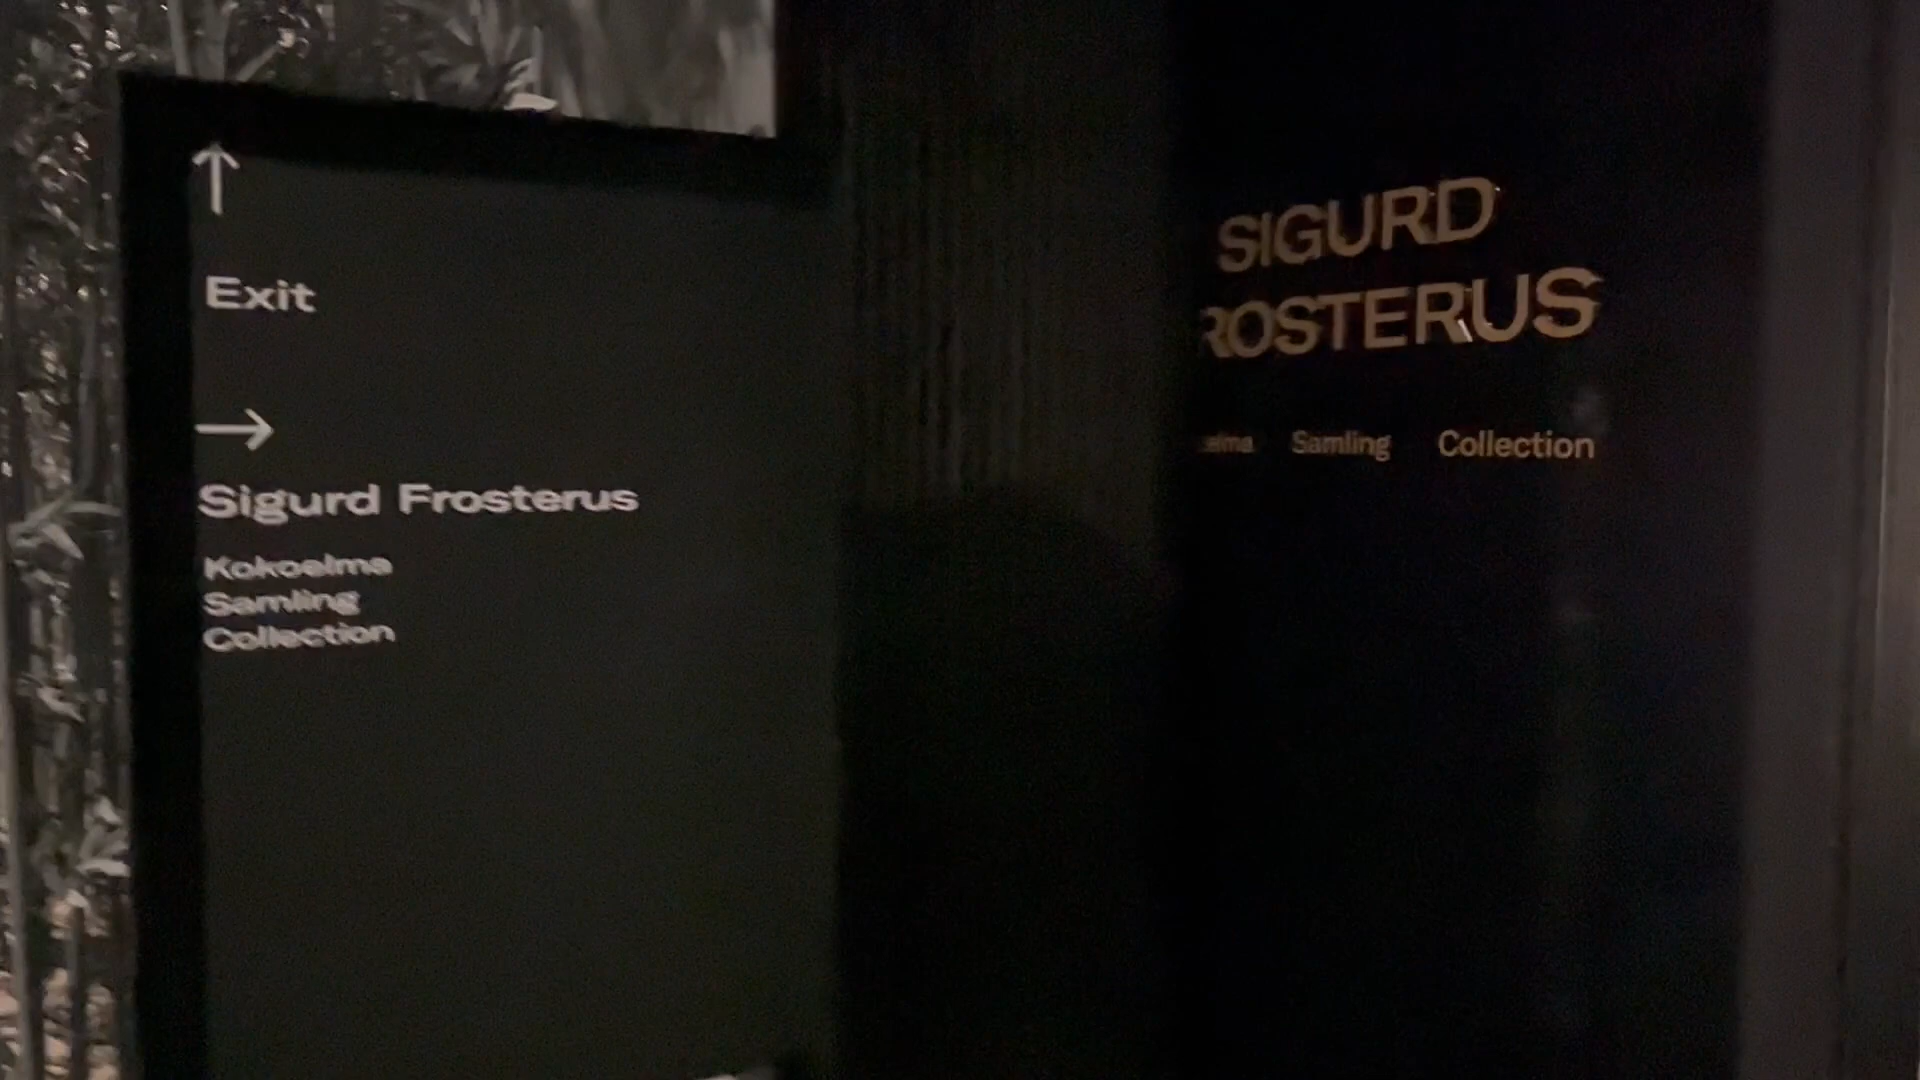 ↑
Exit
→
Sigurd Frosterus
Kokoelma
Samling
Collection
SIGURD
ROSTERUS
Samling Collection